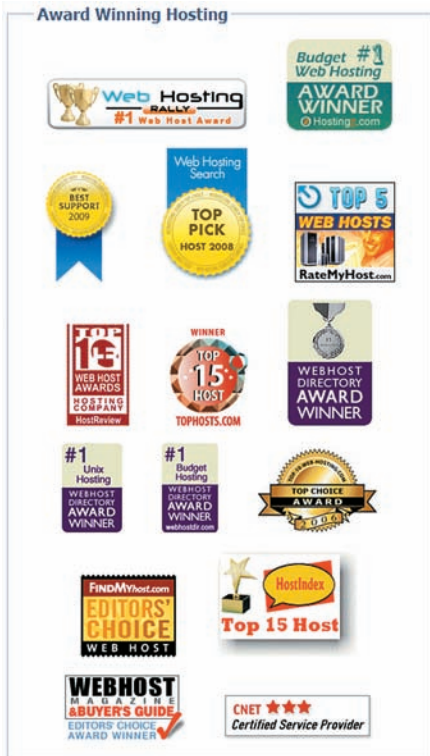 Award Winning Hosting
Web Hosting
RALLY
#1 Web Host Award
Budget #1
Web Hosting
AWARD
WINNER
.com
BEST
SUPPORT
2009
Web Hosting
Search
TOP
PICK
HOST 2008
TOP 5
WEB HOSTS
RateMyHost.com
TOP
WEB HOST
AWARDS
HOSTING
COMPANY
HostReview
WINNER
TOP
15
HOST
TOPHOSTS.COM
#1
WEBHOST
DIRECTORY
AWARD
WINNER
#1
Unix
Hosting
WEBHOST
DIRECTORY
AWARD
WINNER
#1
Budget
Hosting
WEBHOST
DIRECTORY
AWARD
WINNER
webhostdir.com
TOP CHOICE
AWARD
2006
FINDMYhost.com
EDITORS'
CHOICE
WEB HOST
HostIndex
Top 15 Host
WEBHOST
MAGAZINE
&BUYER'S GUIDE
EDITORS' CHOICE
AWARD WINNER
CNET
Certified Service Provider